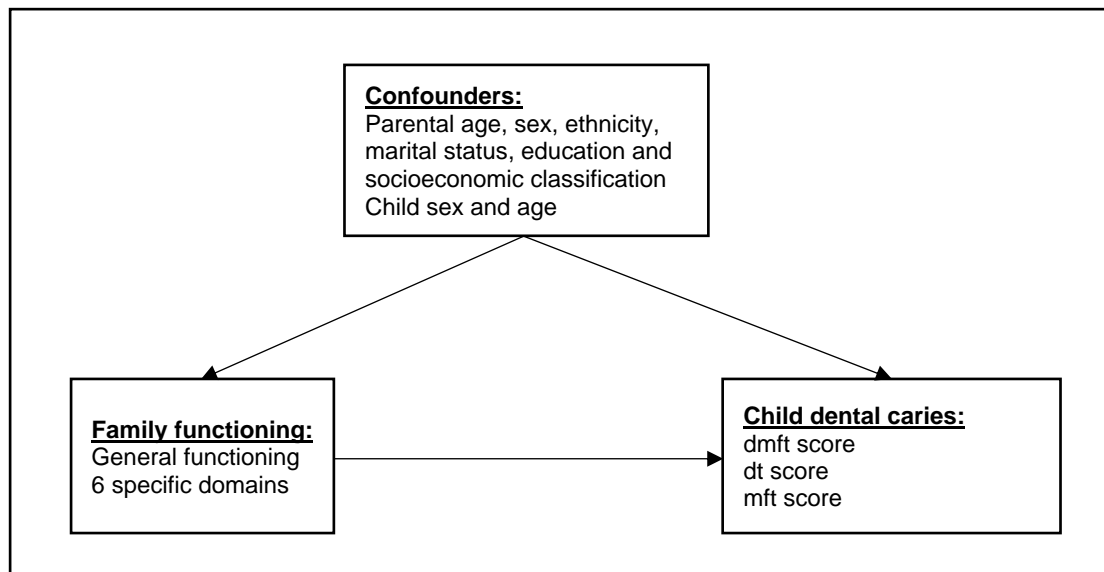 Confounders:
Parental age, sex, ethnicity,
marital status, education and
socioeconomic classification
Child sex and age
Family functioning:
General functioning
6 specific domains
Child dental caries:
dmft score
dt score
mft score